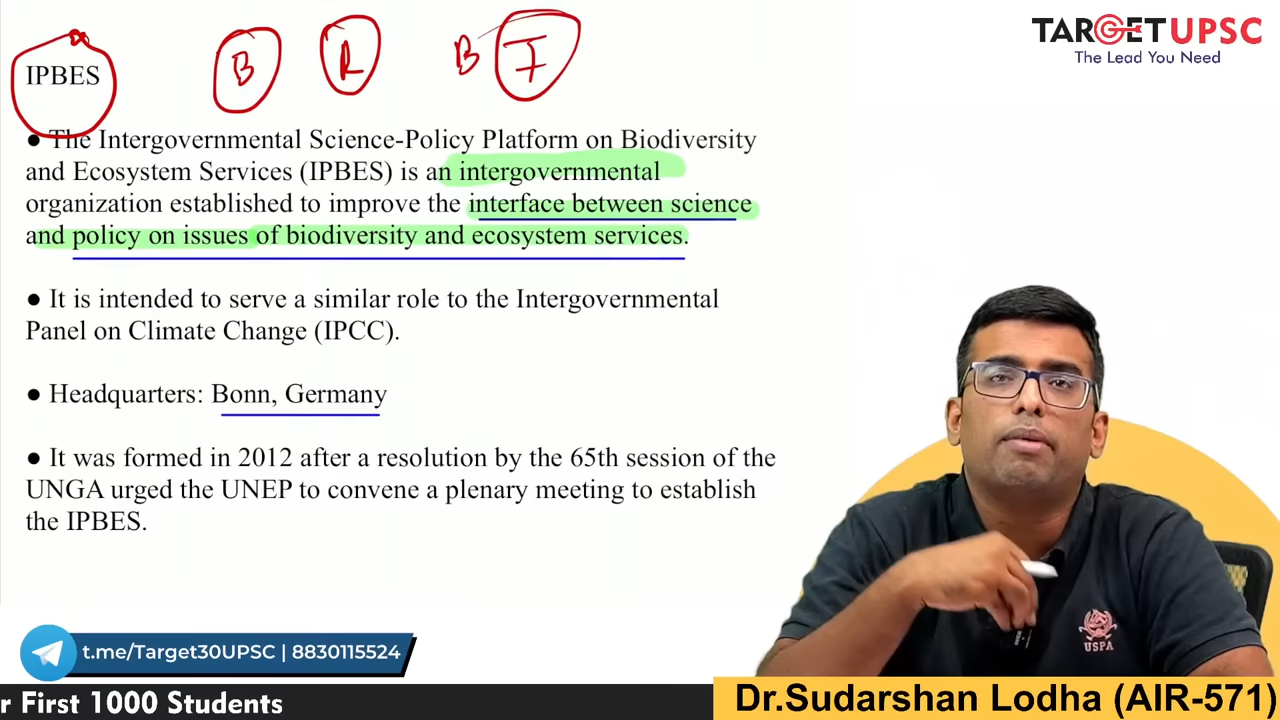 TARGET UPSC
The Lead You Need
B R B I
IPBES
● The Intergovernmental Science-Policy Platform on Biodiversity
and Ecosystem Services (IPBES) is an intergovernmental
organization established to improve the interface between science
and policy on issues of biodiversity and ecosystem services.
● It is intended to serve a similar role to the Intergovernmental
Panel on Climate Change (IPCC).
● Headquarters: Bonn, Germany
● It was formed in 2012 after a resolution by the 65th session of the
UNGA urged the UNEP to convene a plenary meeting to establish
the IPBES.
USPA
t.me/Target30UPSC | 8830115524
r First 1000 Students
Dr.Sudarshan Lodha (AIR-571)